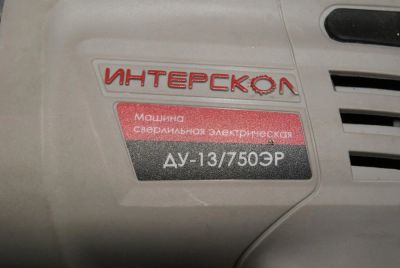 ИНТЕРСКОЛ
Машина
сверлильная электрическая
ДУ-13/750ЭР